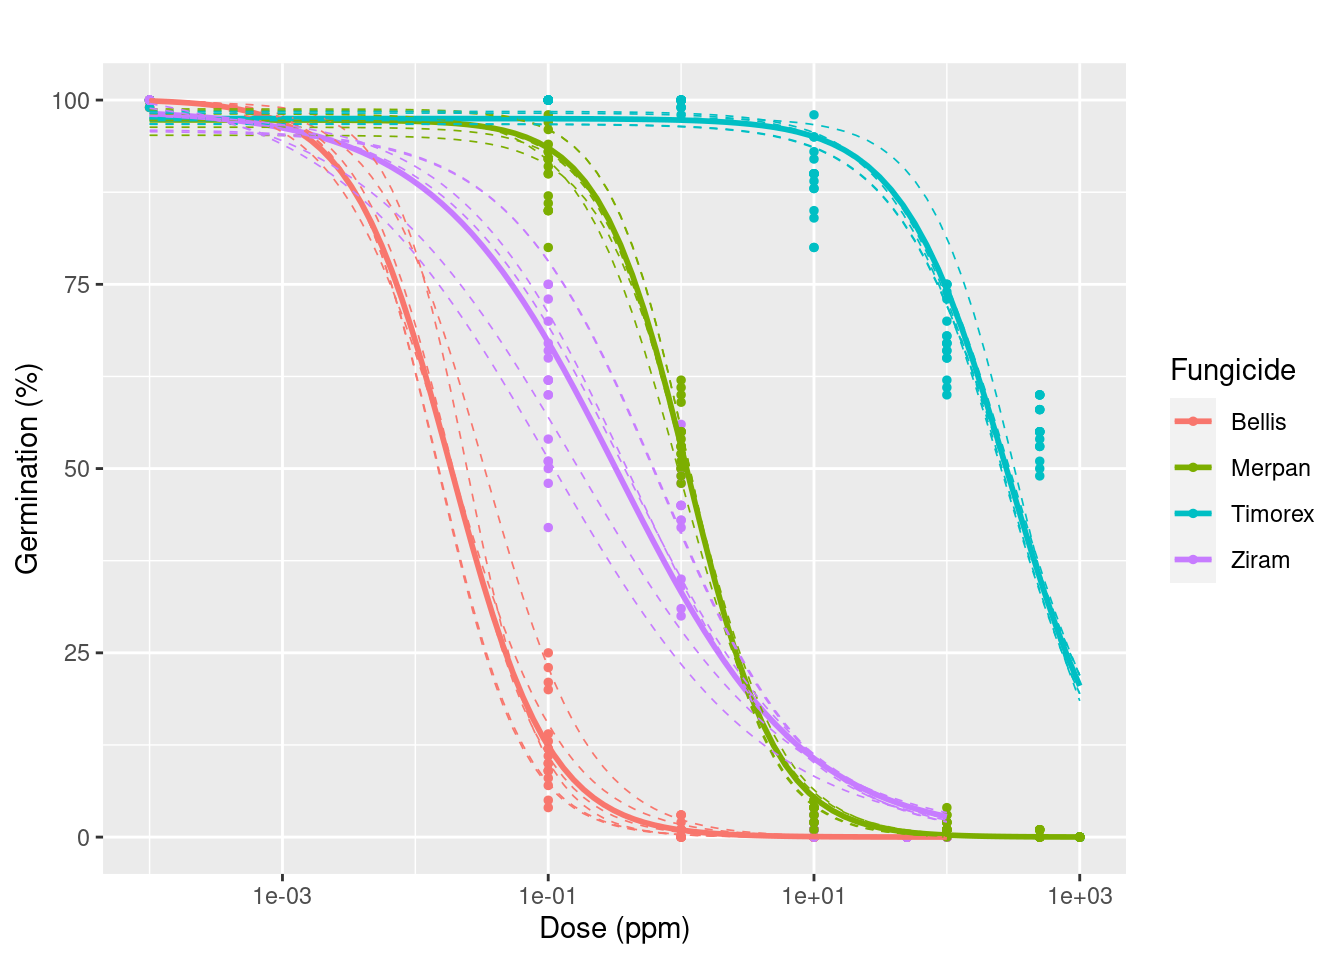 100
75
50
25
0
Germination (%)
1e-03
1e-01
1e+01
1e+03
Dose (ppm)
Fungicide
Bellis
Merpan
Timorex
Ziram